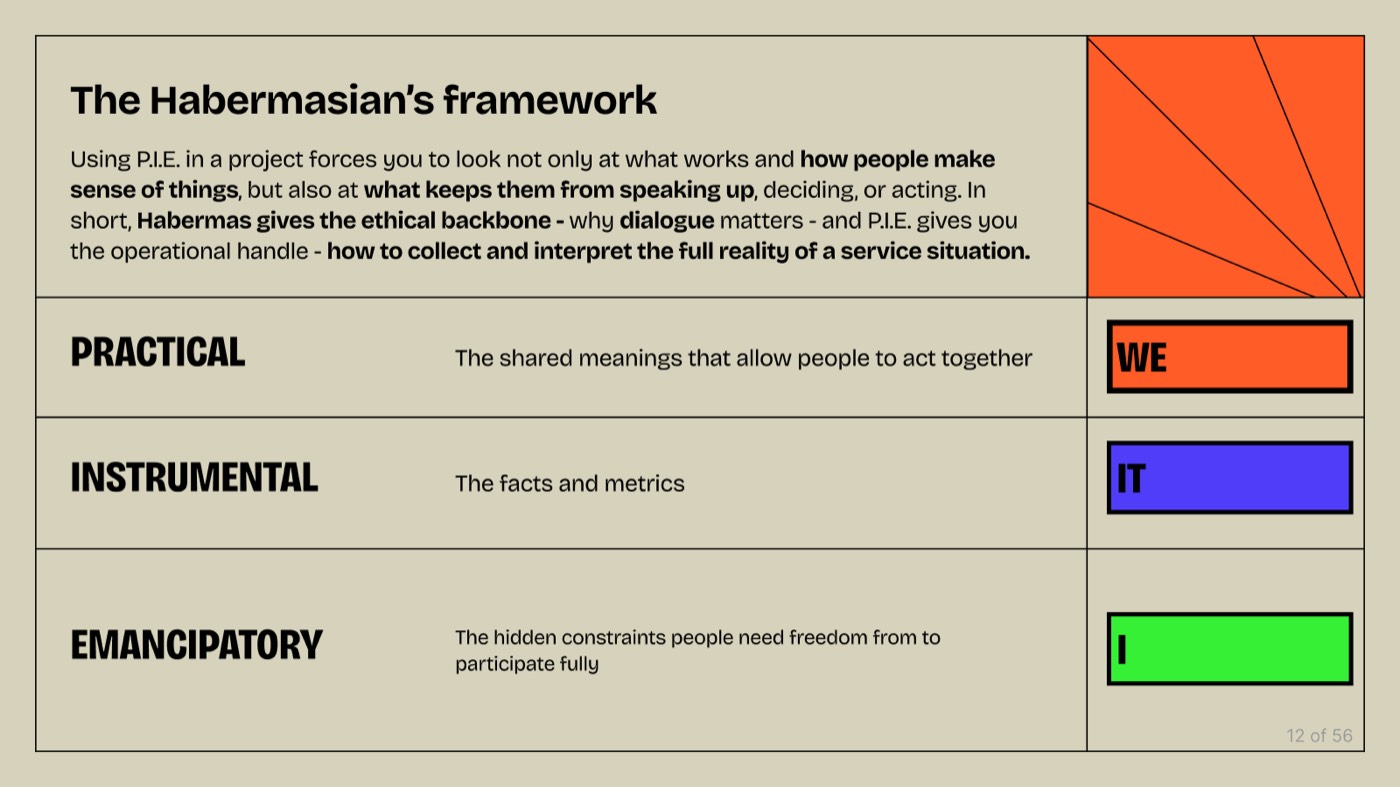 The Habermasian’s framework
Using P.I.E. in a project forces you to look not only at what works and how people make
sense of things, but also at what keeps them from speaking up, deciding, or acting. In
short, Habermas gives the ethical backbone - why dialogue matters - and P.I.E. gives you
the operational handle - how to collect and interpret the full reality of a service situation.
PRACTICAL
The shared meanings that allow people to act together
WE
INSTRUMENTAL
The facts and metrics
IT
EMANCIPATORY
The hidden constraints people need freedom from to
participate fully
I
12 of 56